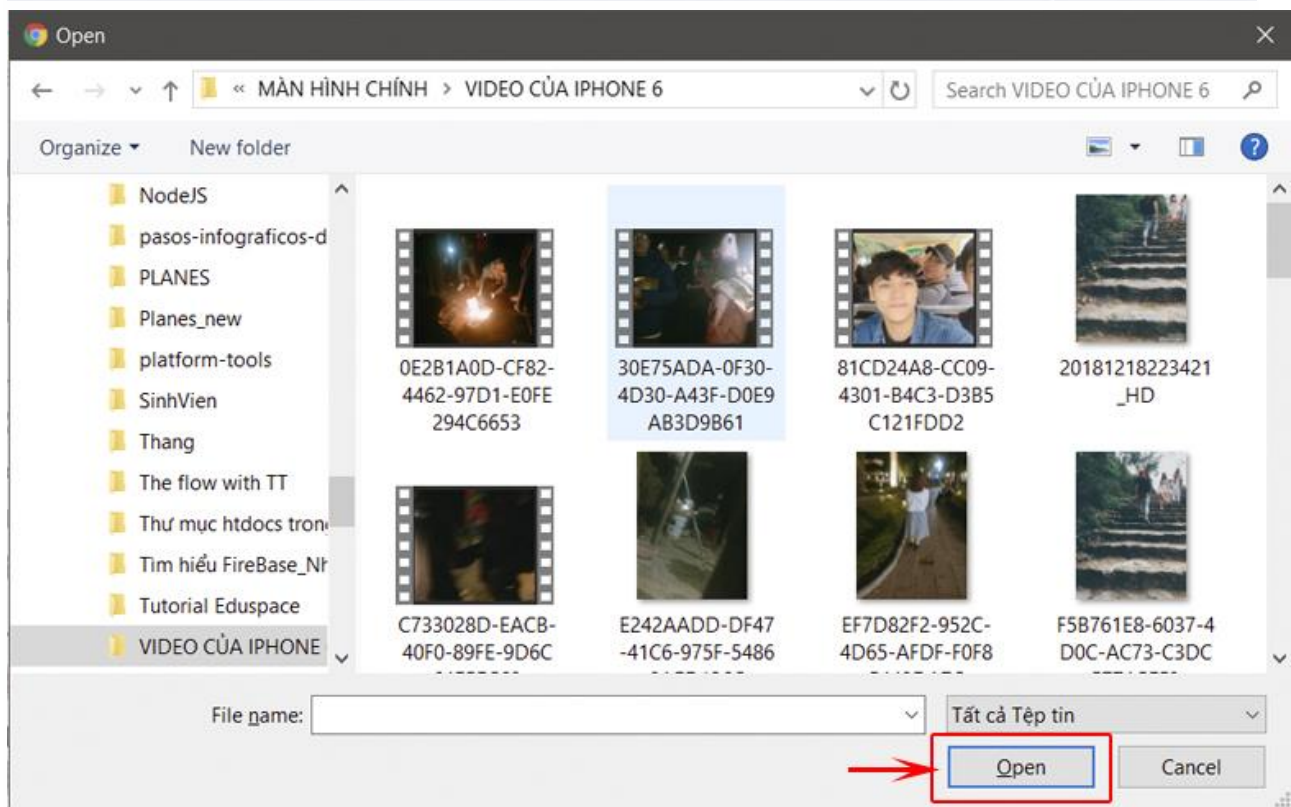 Open
« MÀN HÌNH CHÍNH > VIDEO CỦA IPHONE 6
Search VIDEO CỦA IPHONE 6
Organize
New folder
NodeJS
pasos-infograficos-d
PLANES
Planes_new
platform-tools
SinhVien
Thang
The flow with TT
Thư mục htdocs tron
Tìm hiểu FireBase_Nh
Tutorial Eduspace
VIDEO CỦA IPHONE
0E2B1A0D-CF82-
4462-97D1-E0FE
294C6653
30E75ADA-0F30-
4D30-A43F-D0E9
AB3D9B61
81CD24A8-CC09-
4301-B4C3-D3B5
C121FDD2
20181218223421
_HD
C733028D-EACB-
40F0-89FE-9D6C
E242AADD-DF47
-41C6-975F-5486
EF7D82F2-952C-
4D65-AFDF-F0F8
F5B761E8-6037-4
D0C-AC73-C3DC
File name:
Tất cả Tệp tin
Open
Cancel